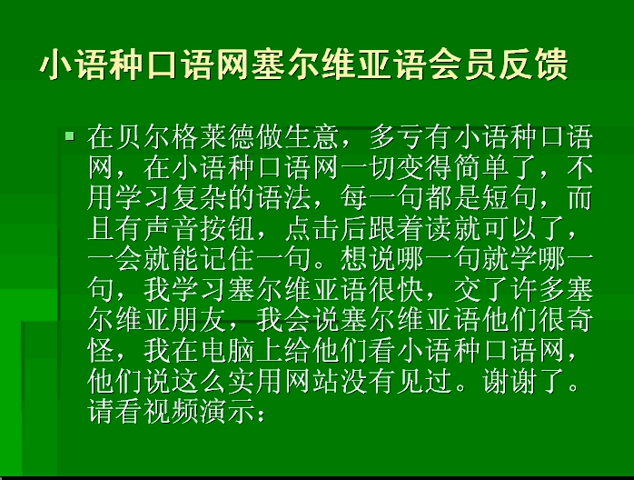 小语种口语网塞尔维亚语会员反馈
在贝尔格莱德做生意，多亏有小语种口语
网，在小语种口语网一切变得简单了，不
用学习复杂的语法，每一句都是短句，而
且有声音按钮，点击后跟着读就可以了，
一会就能记住一句。想说哪一句就学哪一
句，我学习塞尔维亚语很快，交了许多塞
尔维亚朋友，我会说塞尔维亚语他们很奇
怪，我在电脑上给他们看小语种口语网，
他们说这么实用网站没有见过。谢谢了。
请看视频演示：